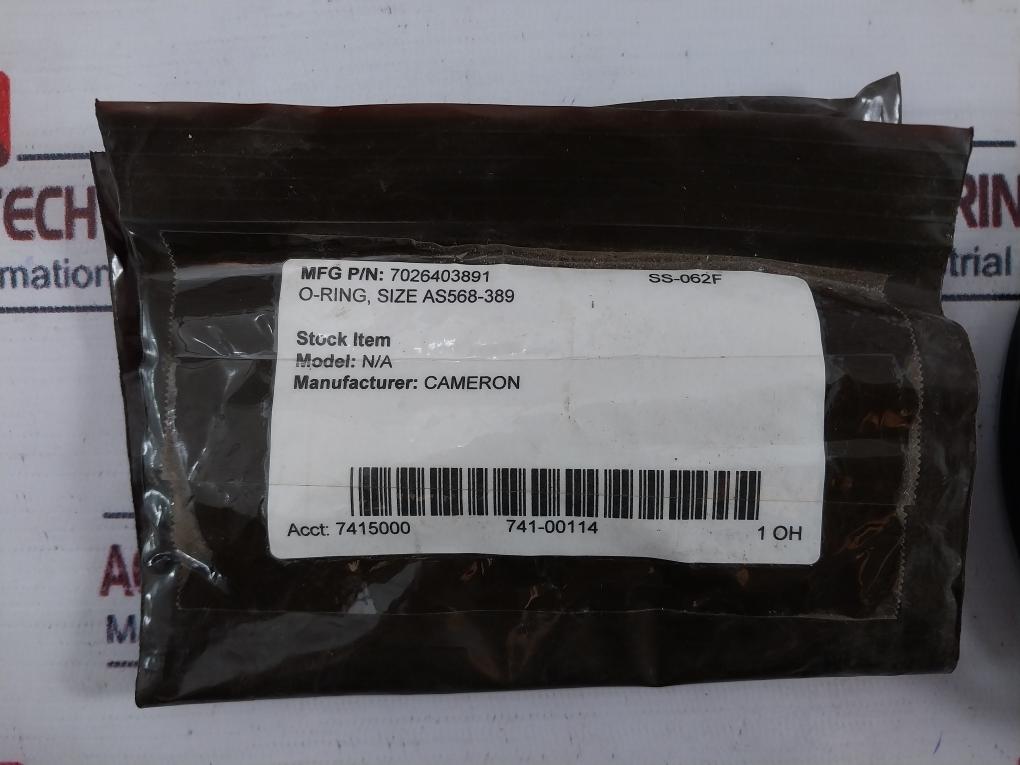 MFG P/N: 7026403891 SS-062F
O-RING, SIZE AS568-389
Stock Item
Model: N/A
Manufacturer: CAMERON
Acct: 7415000 741-00114 1 OH
TECH
mation
RIN
strial